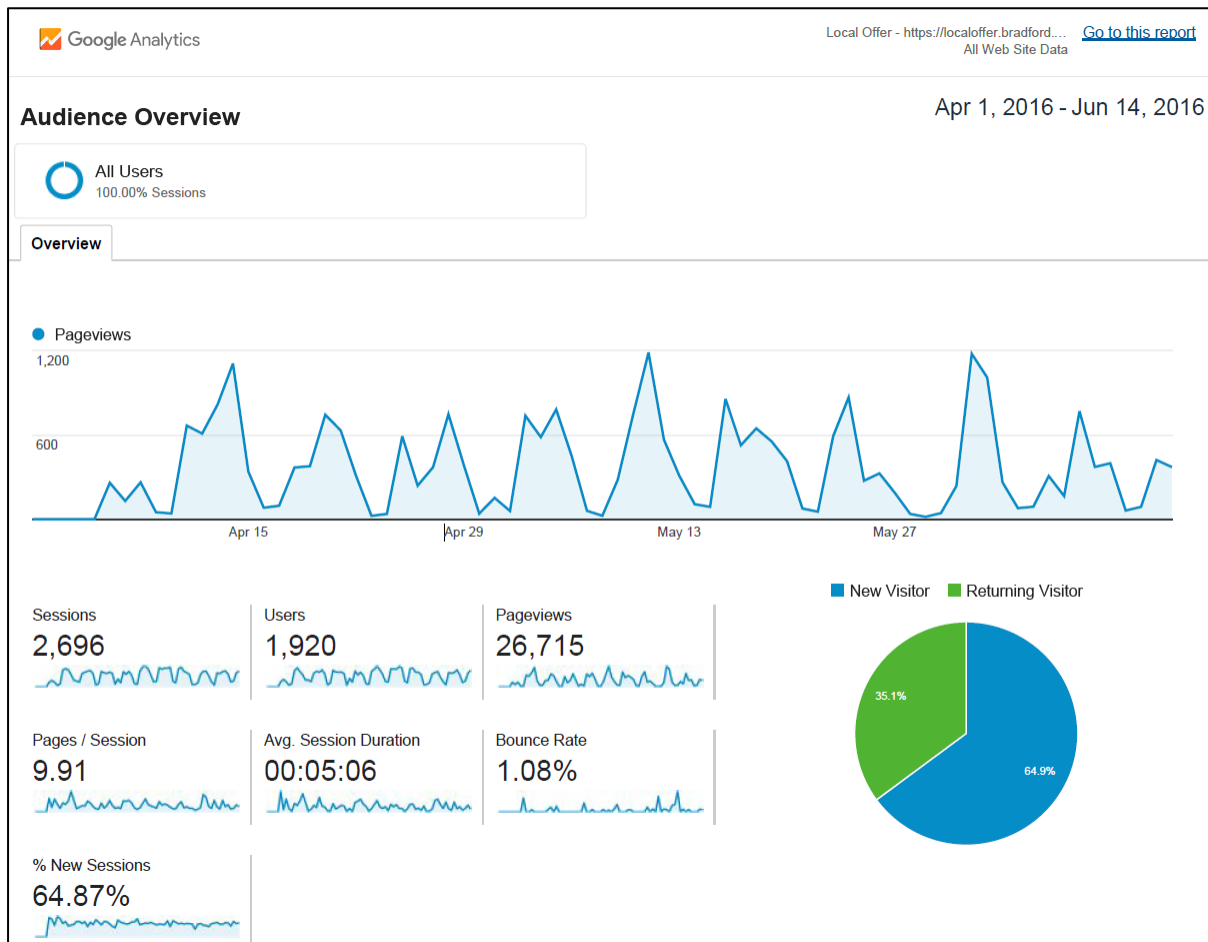 Google Analytics
Local Offer - https://localoffer.bradford....
All Web Site Data
Go to this report
Audience Overview
Apr 1, 2016 - Jun 14, 2016
All Users
100.00% Sessions
Overview
Pageviews
1,200
600
Apr 15
Apr 29
May 13
May 27
New Visitor
Returning Visitor
Sessions
2,696
Users
1,920
Pageviews
26,715
35.1%
64.9%
Pages / Session
9.91
Avg. Session Duration
00:05:06
Bounce Rate
1.08%
% New Sessions
64.87%